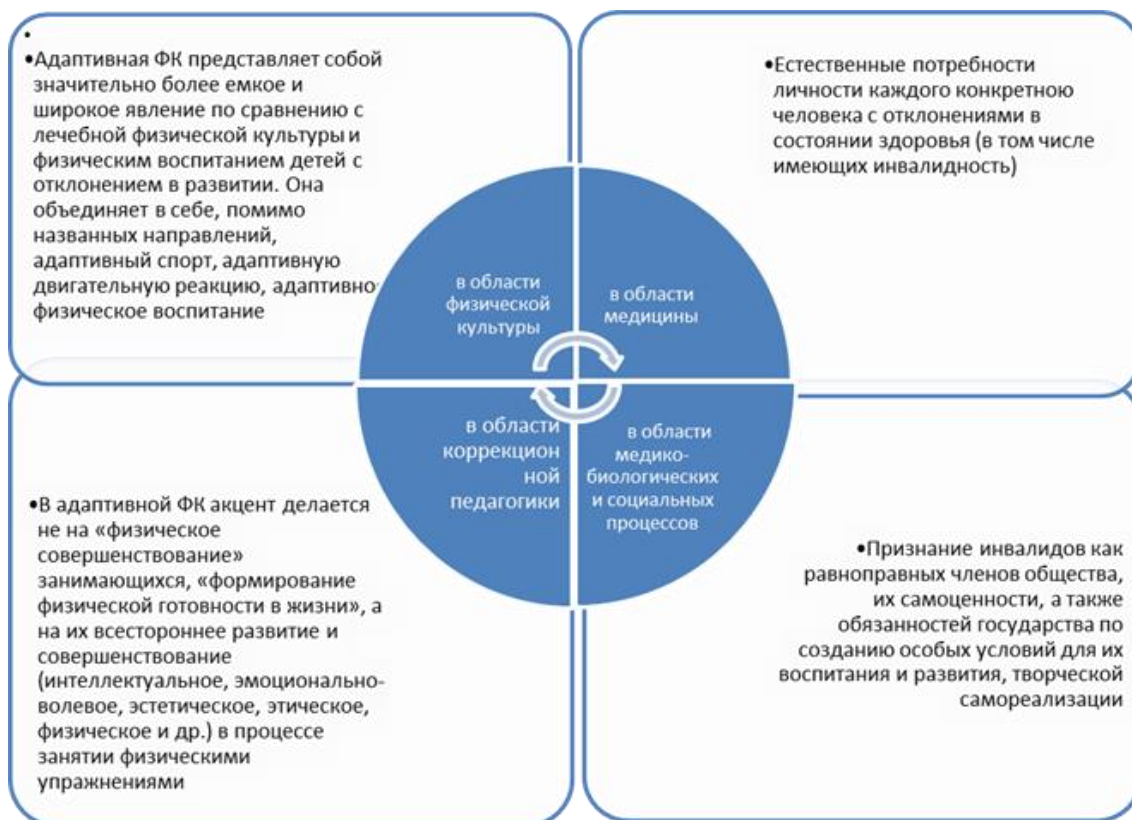 •
•Адаптивная ФК представляет собой
значительно более емкое и
широкое явление по сравнению с
лечебной физической культуры и
физическим воспитанием детей с
отклонением в развитии. Она
объединяет в себе, помимо
названных направлений,
адаптивный спорт, адаптивную
двигательную реакцию, адаптивно
физическое воспитание
•Естественные потребности
личности каждого конкретною
человека с отклонениями в
состоянии здоровья (в том числе
имеющих инвалидность)
в области
физической
культуры
в области
медицины
в области
коррекцион
ной
педагогики
в области
медико-
биологических
и социальных
процессов
•В адаптивной ФК акцент делается
не на «физическое
совершенствование»
занимающихся, «формирование
физической готовности в жизни», а
на их всестороннее развитие и
совершенствование
(интеллектуальное, эмоционально-
волевое, эстетическое, этическое,
физическое и др.) в процессе
занятии физическими
упражнениями
•Признание инвалидов как
равноправных членов общества,
их самоценности, а также
обязанностей государства по
созданию особых условий для их
воспитания и развития, творческой
самореализации